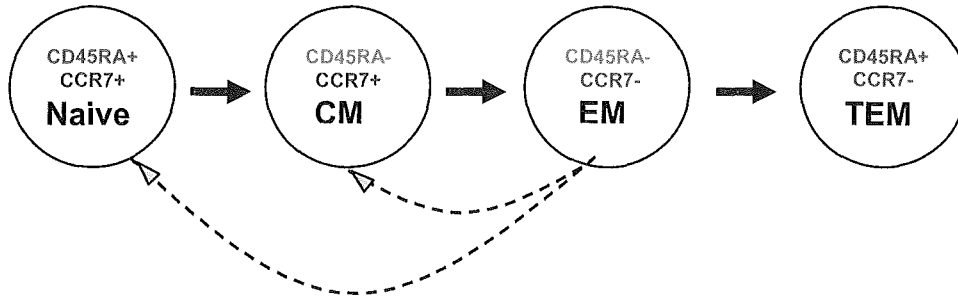 CD45RA+
CCR7+
Naive
CD45RA-
CCR7+
CM
CD45RA-
CCR7-
EM
CD45RA+
CCR7-
TEM